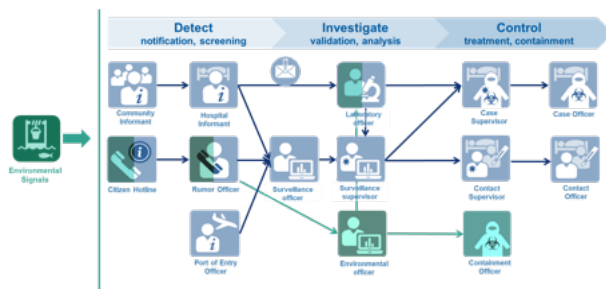 Detect
notification, screening
Investigate
validation, analysis
Control
treatment, containment
Community
Informant
Hospital
Informant
Laboratory
officer
Case
Supervisor
Case Officer
Environmental
Signals
Citizen Hotline
Rumor Officer
Surveillance
officer
Surveillance
supervisor
Contact
Supervisor
Contact
Officer
Port of Entry
Officer
Environmental
officer
Containment
Officer